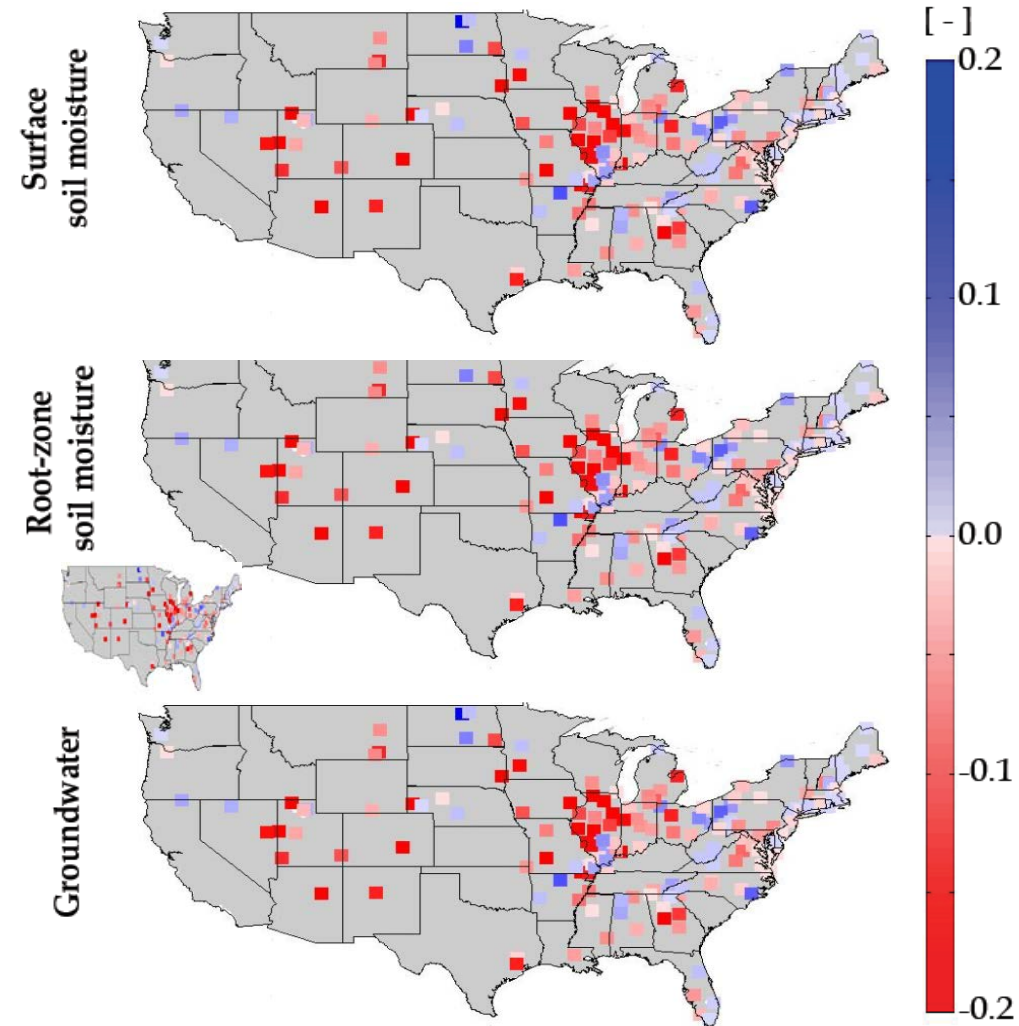 [ - ]
0.2
0.1
0.0
-0.1
-0.2
Surface
soil moisture
Root-zone
soil moisture
Groundwater